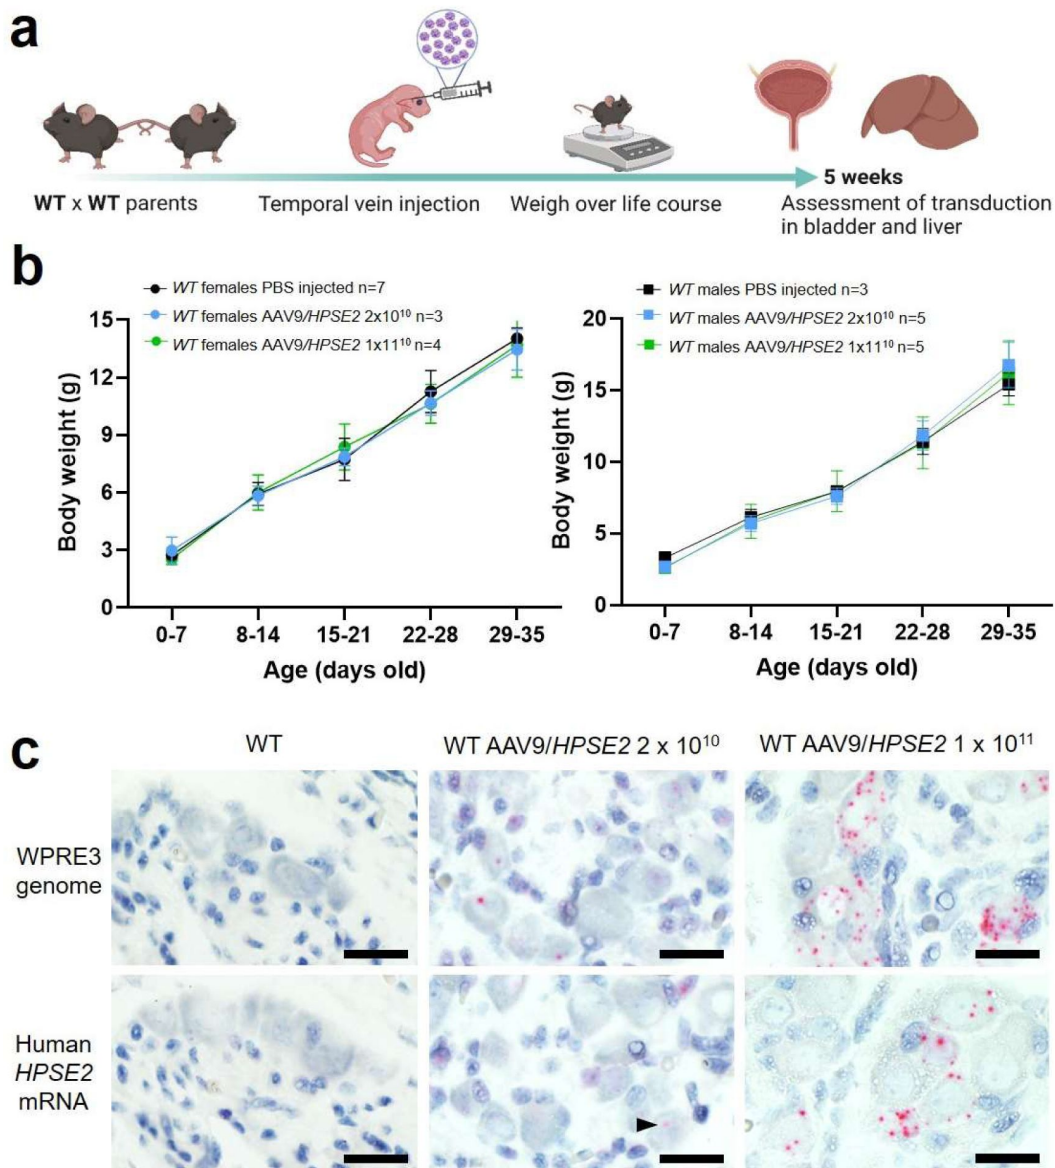 a
WT x WT parents
Temporal vein injection
Weigh over life course
5 weeks
Assessment of transduction
in bladder and liver
b
WT females PBS injected n=7
WT females AAV9/HPSE2 2x10¹⁰ n=3
WT females AAV9/HPSE2 1x11¹⁰ n=4
15
12
9
6
3
0
Body weight (g)
0-7 8-14 15-21 22-28 29-35
Age (days old)
WT males PBS injected n=3
WT males AAV9/HPSE2 2x10¹⁰ n=5
WT males AAV9/HPSE2 1x11¹⁰ n=5
20
15
10
5
0
Body weight (g)
0-7 8-14 15-21 22-28 29-35
Age (days old)
c
WT
WT AAV9/HPSE2 2 x 10¹⁰
WT AAV9/HPSE2 1 x 10¹¹
WPRE3
genome
Human
HPSE2
mRNA